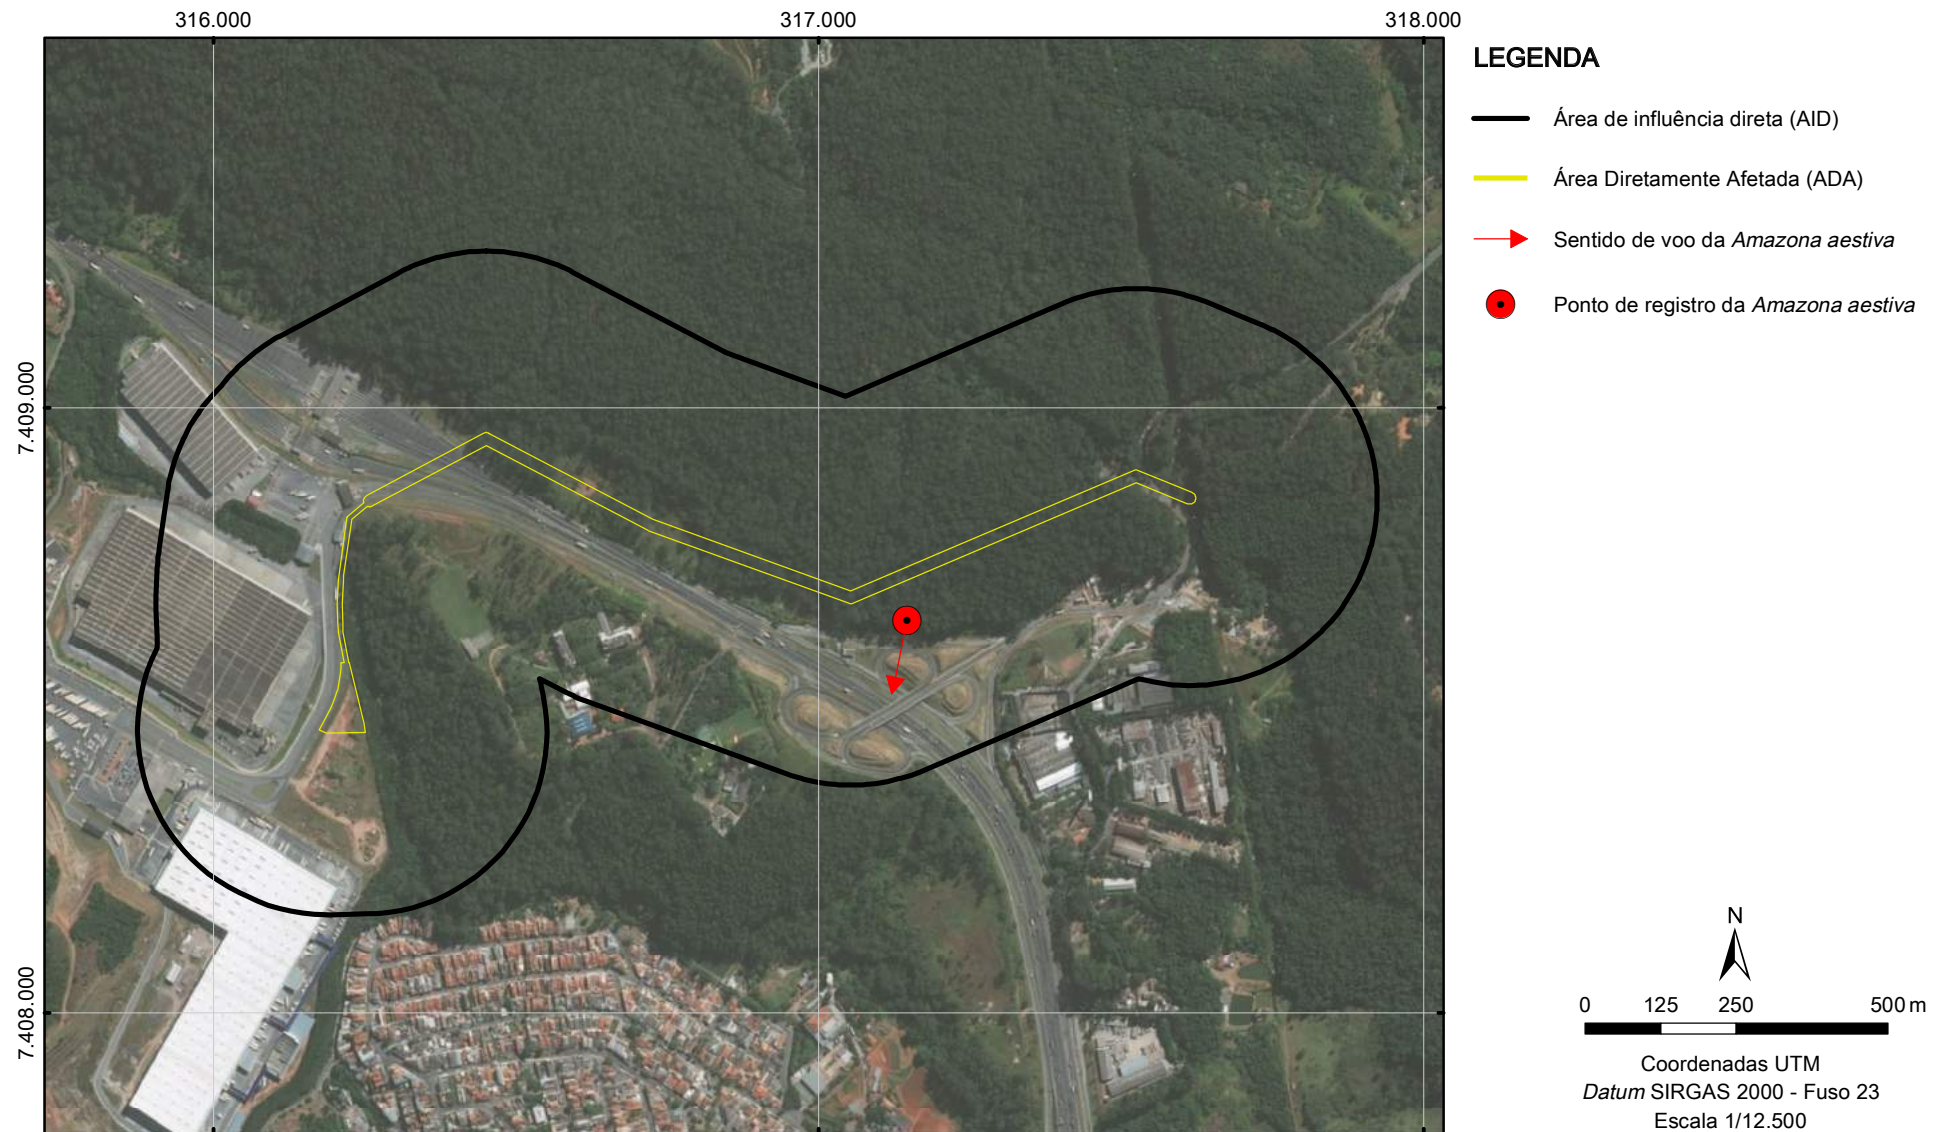 316.000 317.000 318.000
LEGENDA
Área de influência direta (AID)
Área Diretamente Afetada (ADA)
Sentido de voo da Amazona aestiva
Ponto de registro da Amazona aestiva
7.409.000
7.408.000
N
0 125 250 500 m
Coordenadas UTM
Datum SIRGAS 2000 - Fuso 23
Escala 1/12.500